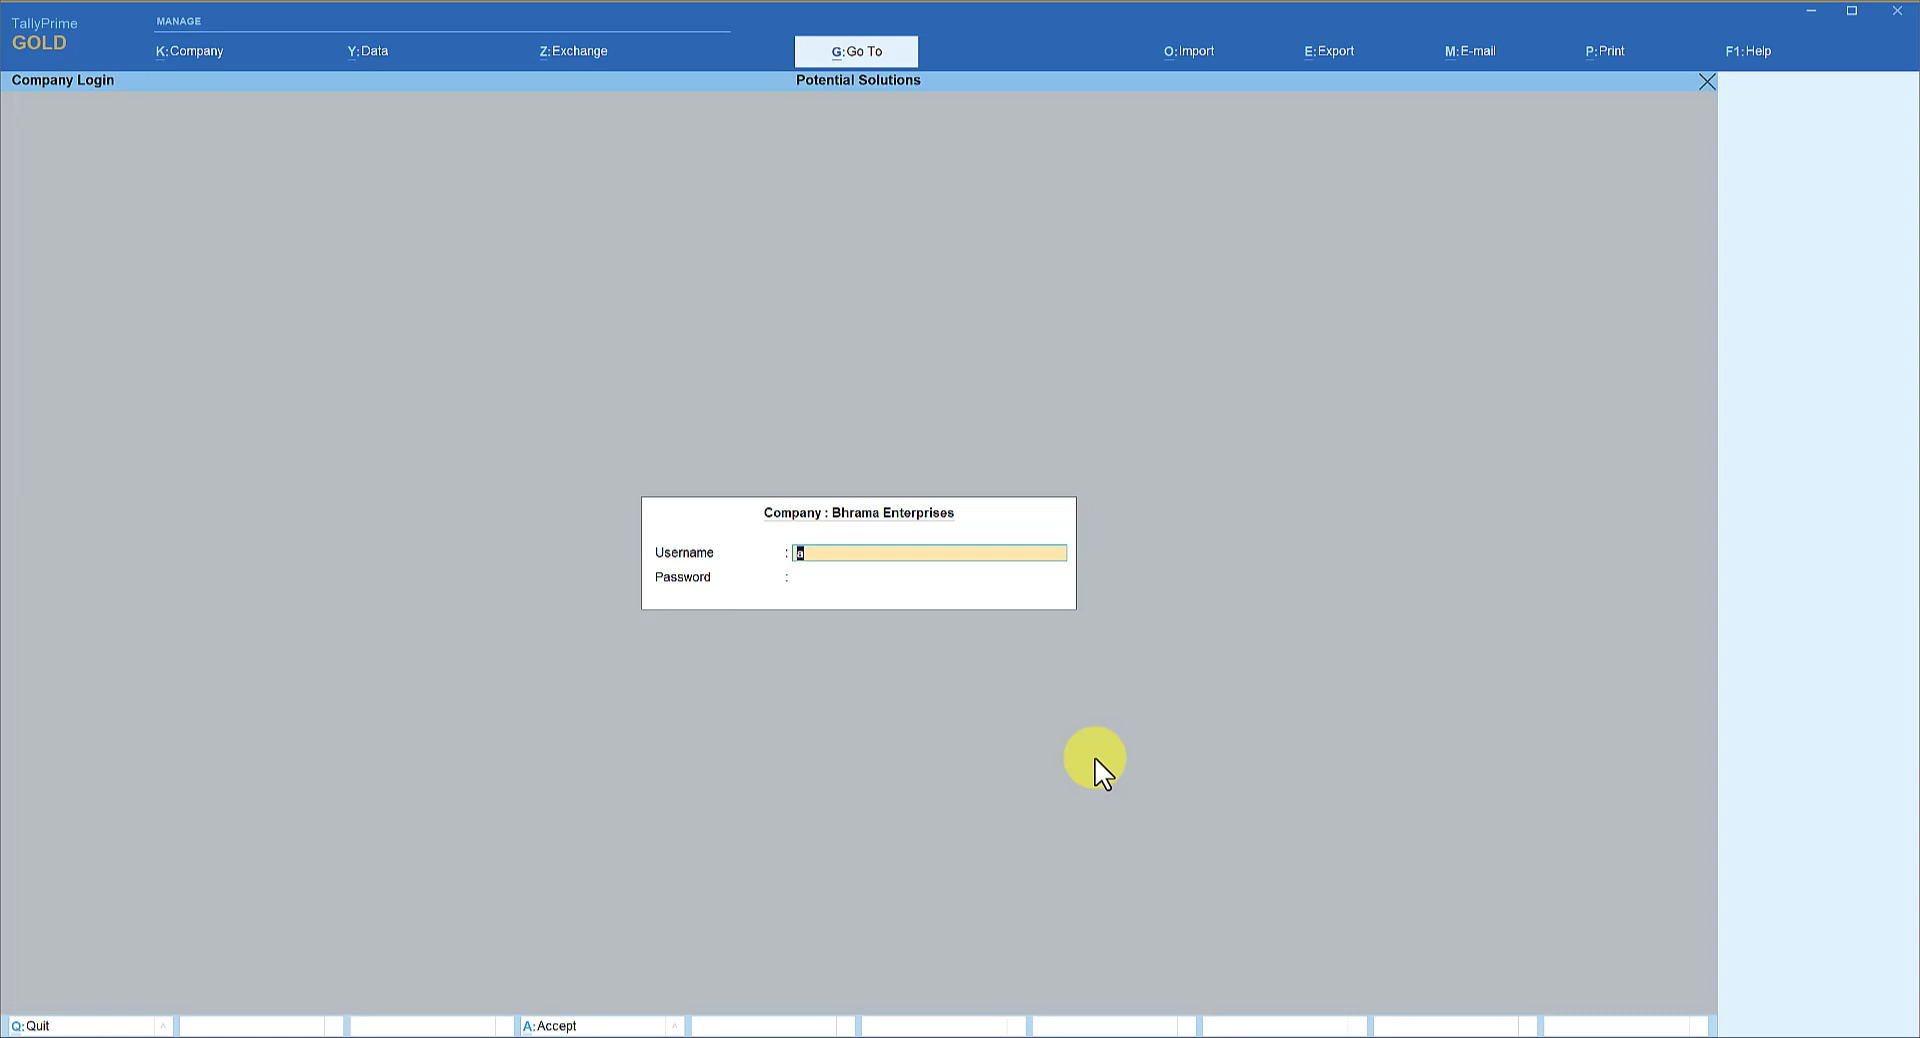 TallyPrime
GOLD
MANAGE
K:Company
Y:Data
Z:Exchange
G:Go To
O:Import
E:Export
M:E-mail
P:Print
F1:Help
Company Login
Potential Solutions
Company : Bhrama Enterprises
Username : a
Password :
Q:Quit
A:Accept